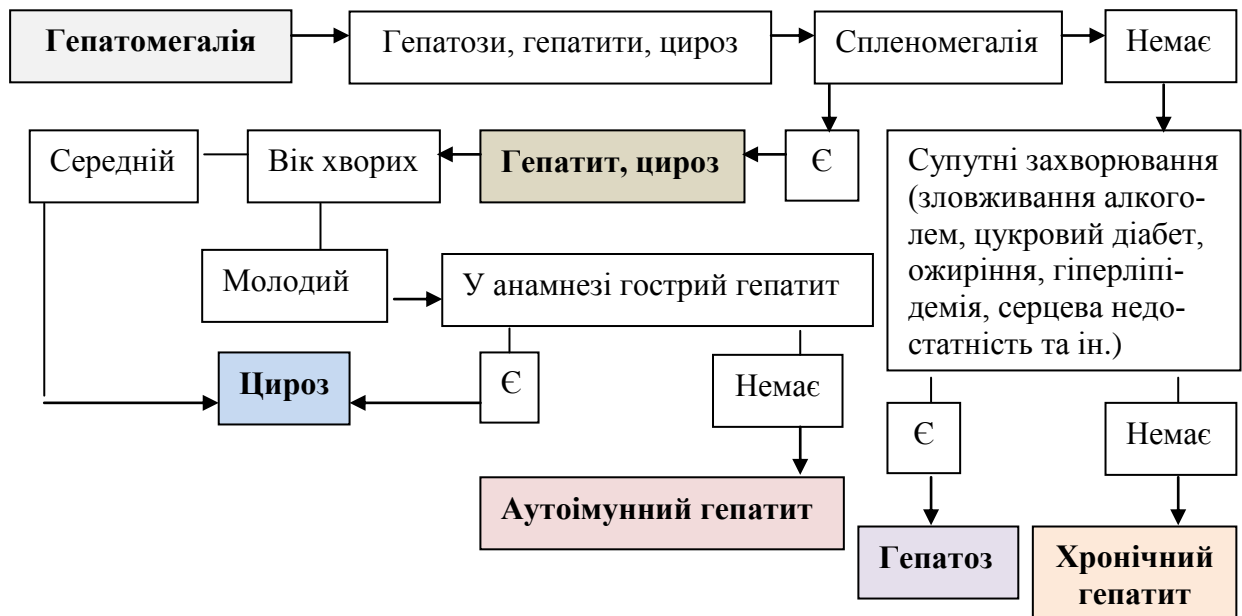 Гепатомегалія
Гепатози, гепатити, цироз
Спленомегалія
Немає
Середній
Вік хворих
Гепатит, цироз
Є
Супутні захворювання
(зловживання алкого-
лем, цукровий діабет,
ожиріння, гіперліпі-
демія, серцева недо-
статність та ін.)
Молодий
У анамнезі гострий гепатит
Цироз
Є
Немає
Є
Немає
Аутоімунний гепатит
Гепатоз
Хронічний
гепатит